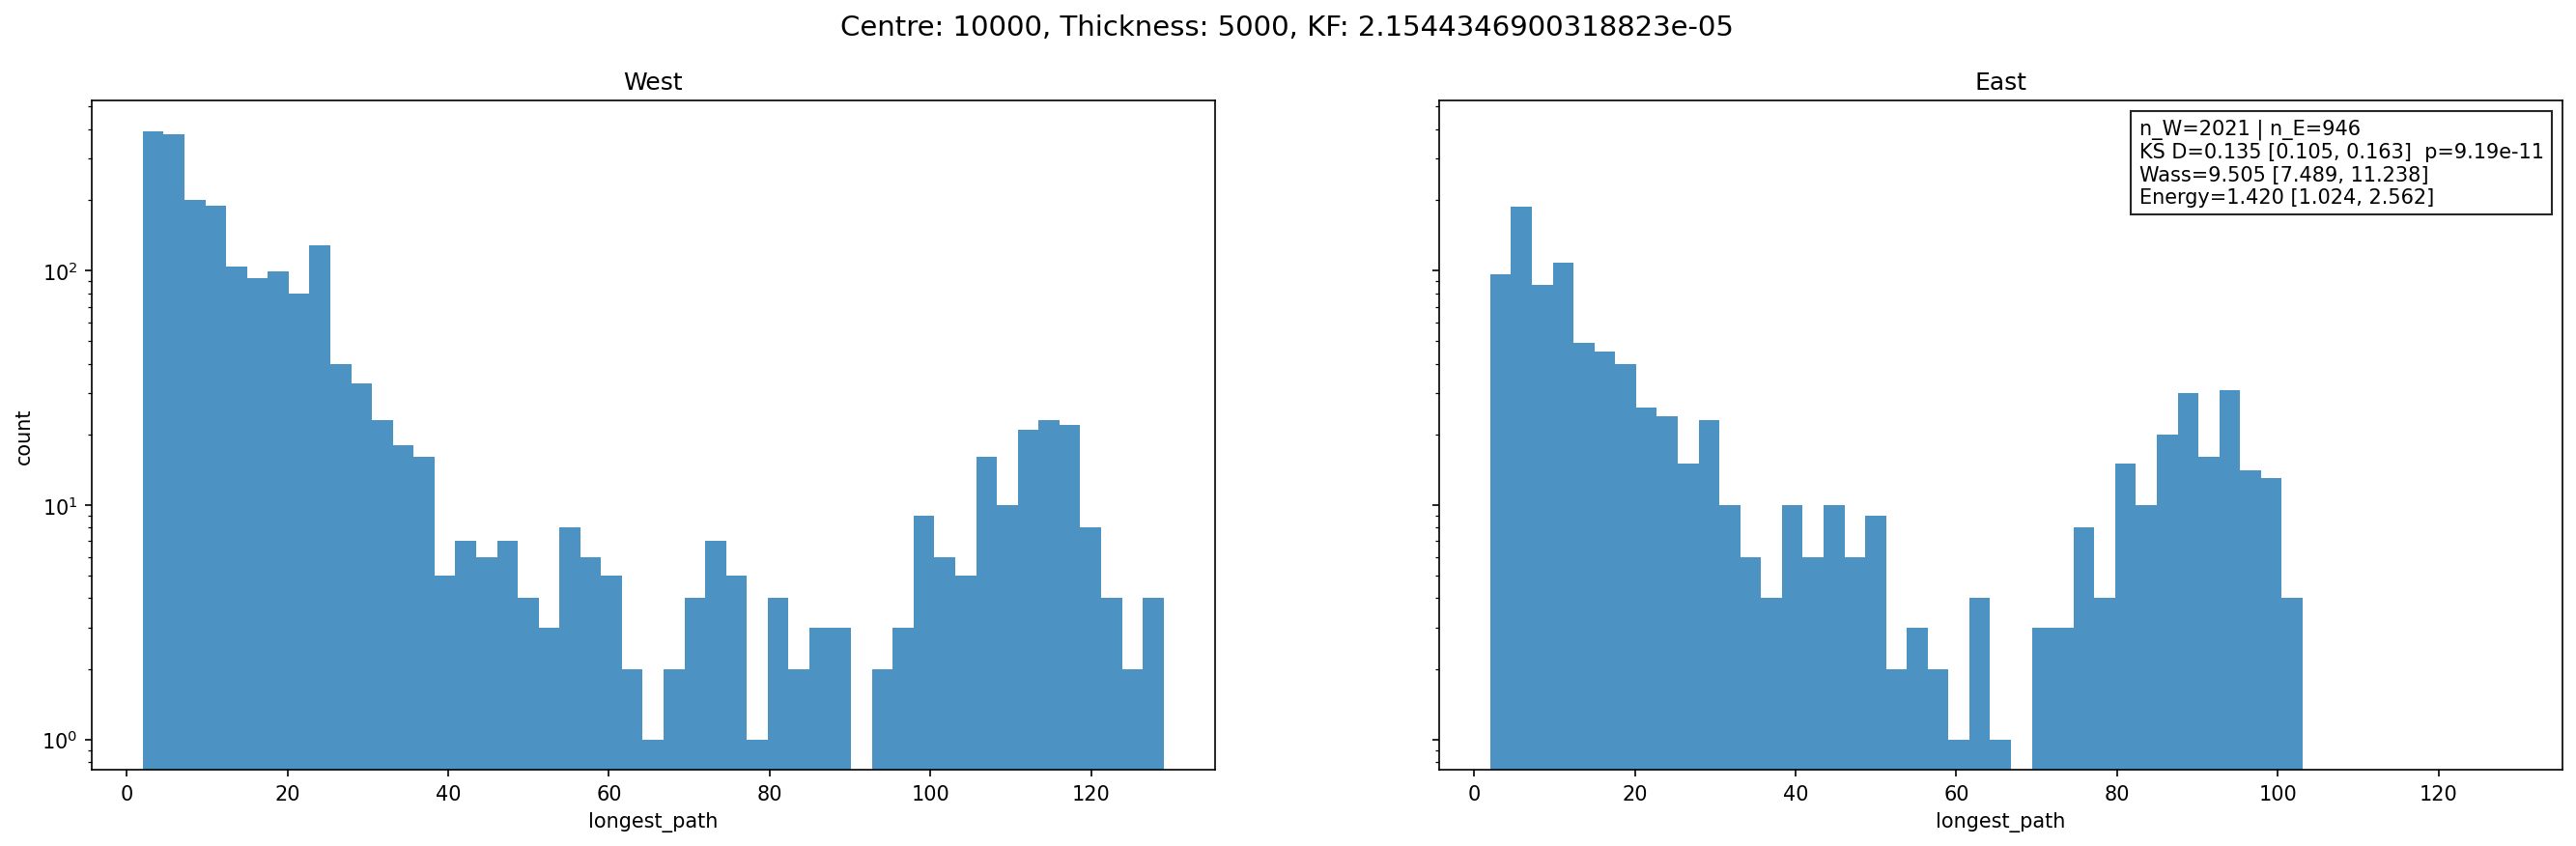 Centre: 10000, Thickness: 5000, KF: 2.1544346900318823e-05
West
count
10²
10¹
10⁰
0 20 40 60 80 100 120
longest_path
East
n_W=2021 | n_E=946
KS D=0.135 [0.105, 0.163] p=9.19e-11
Wass=9.505 [7.489, 11.238]
Energy=1.420 [1.024, 2.562]
0 20 40 60 80 100 120
longest_path